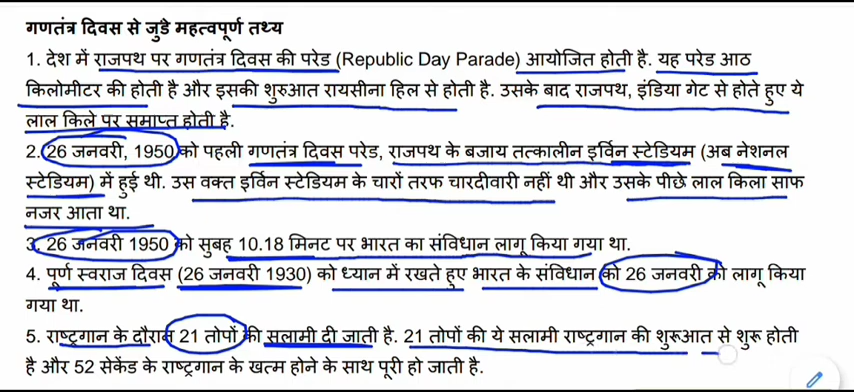 गणतंत्र दिवस से जुड़े महत्वपूर्ण तथ्य
1. देश में राजपथ पर गणतंत्र दिवस की परेड (Republic Day Parade) आयोजित होती है. यह परेड आठ
किलोमीटर की होती है और इसकी शुरुआत रायसीना हिल से होती है. उसके बाद राजपथ, इंडिया गेट से होते हुए ये
लाल किले पर समाप्त होती है.
2. 26 जनवरी, 1950 को पहली गणतंत्र दिवस परेड, राजपथ के बजाय तत्कालीन इर्विन स्टेडियम (अब नेशनल
स्टेडियम) में हुई थी. उस वक्त इर्विन स्टेडियम के चारों तरफ चारदीवारी नहीं थी और उसके पीछे लाल किला साफ
नजर आता था.
3. 26 जनवरी 1950 को सुबह 10.18 मिनट पर भारत का संविधान लागू किया गया था.
4. पूर्ण स्वराज दिवस (26 जनवरी 1930) को ध्यान में रखते हुए भारत के संविधान को 26 जनवरी को लागू किया
गया था.
5. राष्ट्रगान के दौरान 21 तोपों की सलामी दी जाती है. 21 तोपों की ये सलामी राष्ट्रगान की शुरूआत से शुरू होती
है और 52 सेकेंड के राष्ट्रगान के खत्म होने के साथ पूरी हो जाती है.